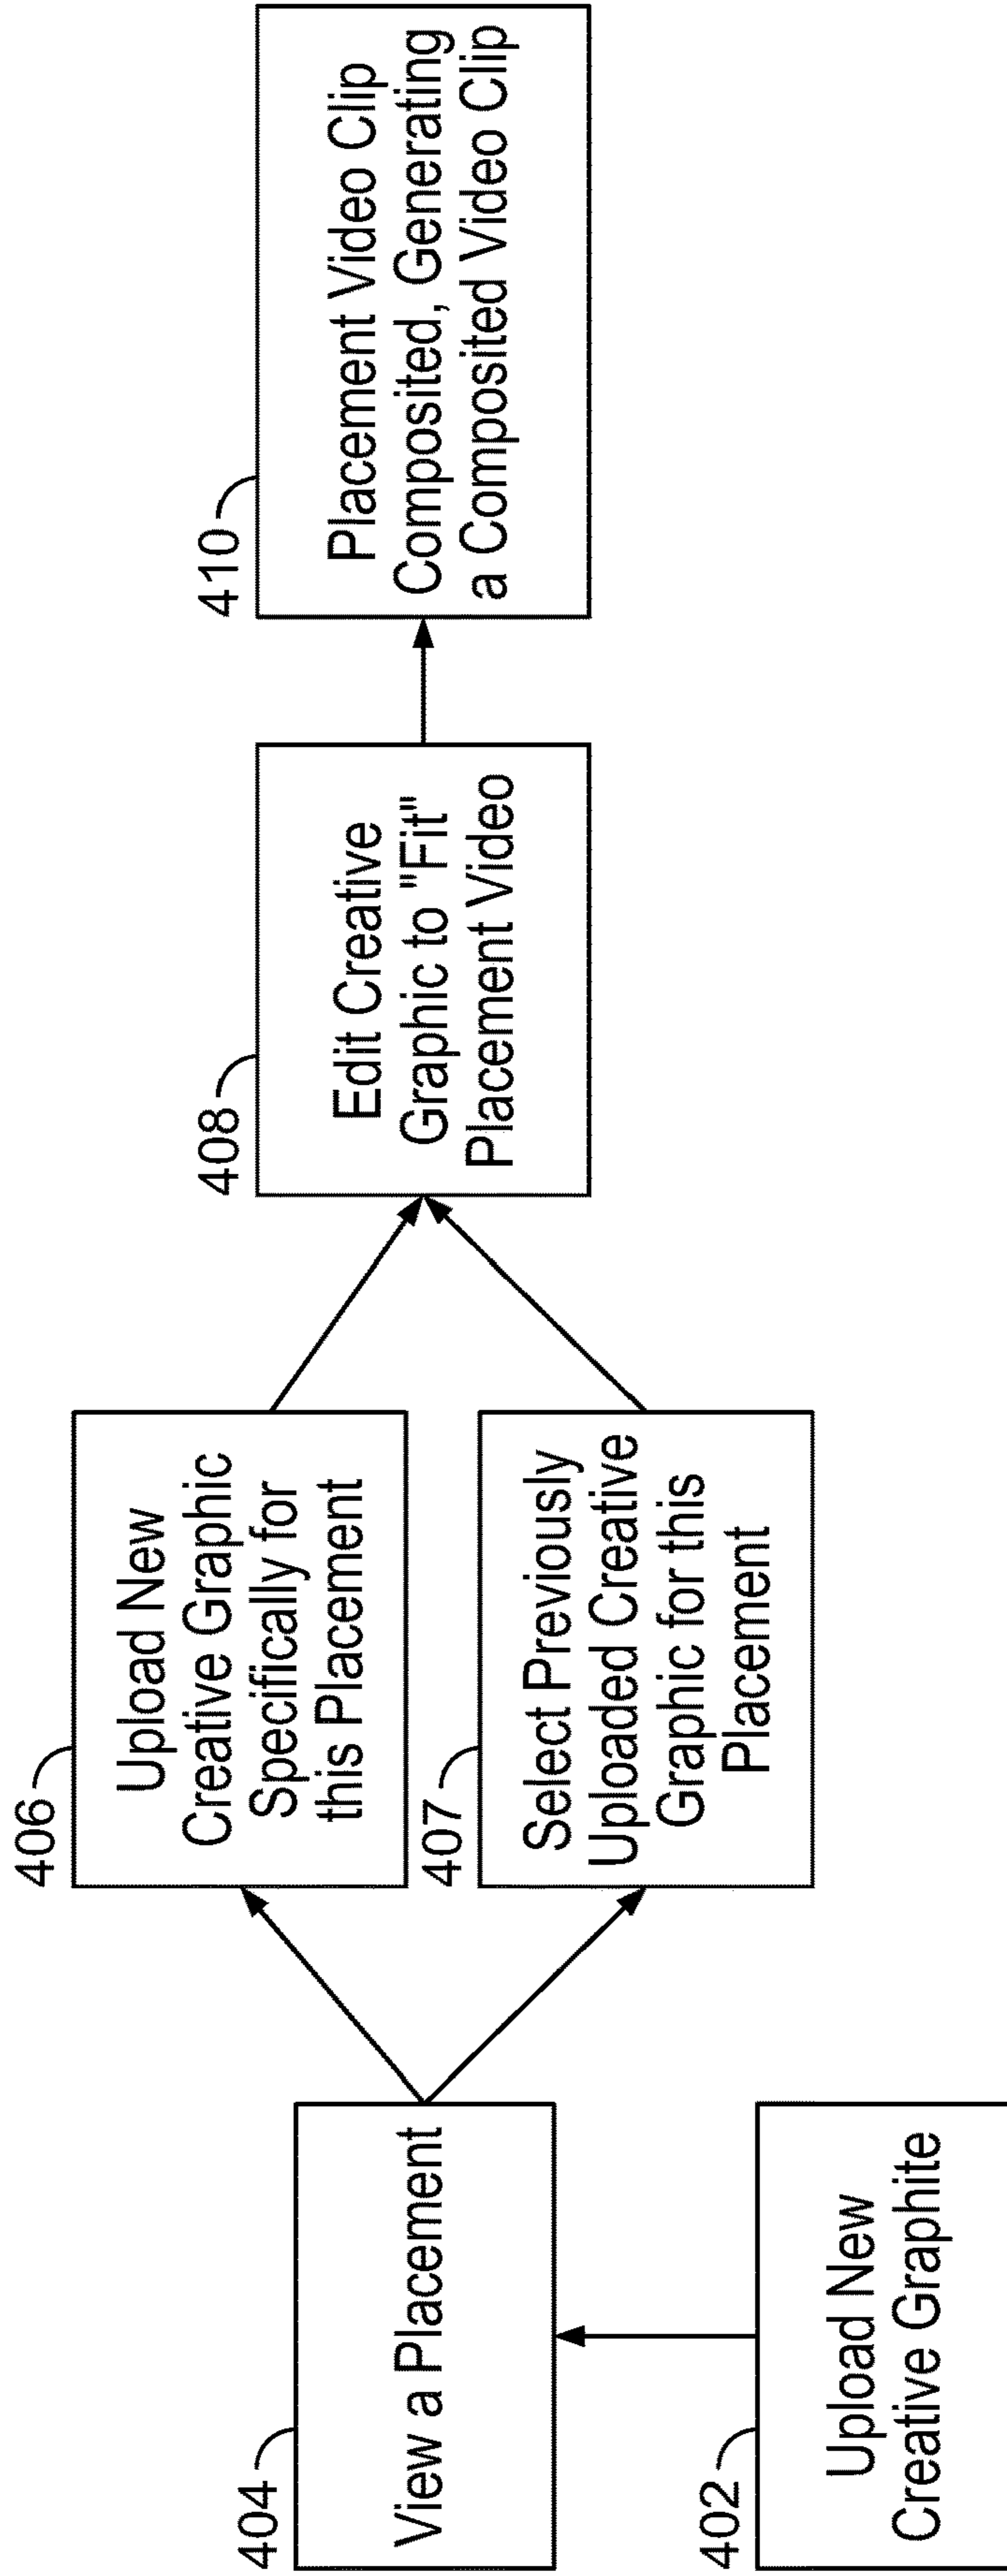 404
View a Placement
402
Upload New
Creative Graphite
406
Upload New
Creative Graphic
Specifically for
this Placement
407
Select Previously
Uploaded Creative
Graphic for this
Placement
408
Edit Creative
Graphic to "Fit"
Placement Video
410
Placement Video Clip
Composited, Generating
a Composited Video Clip